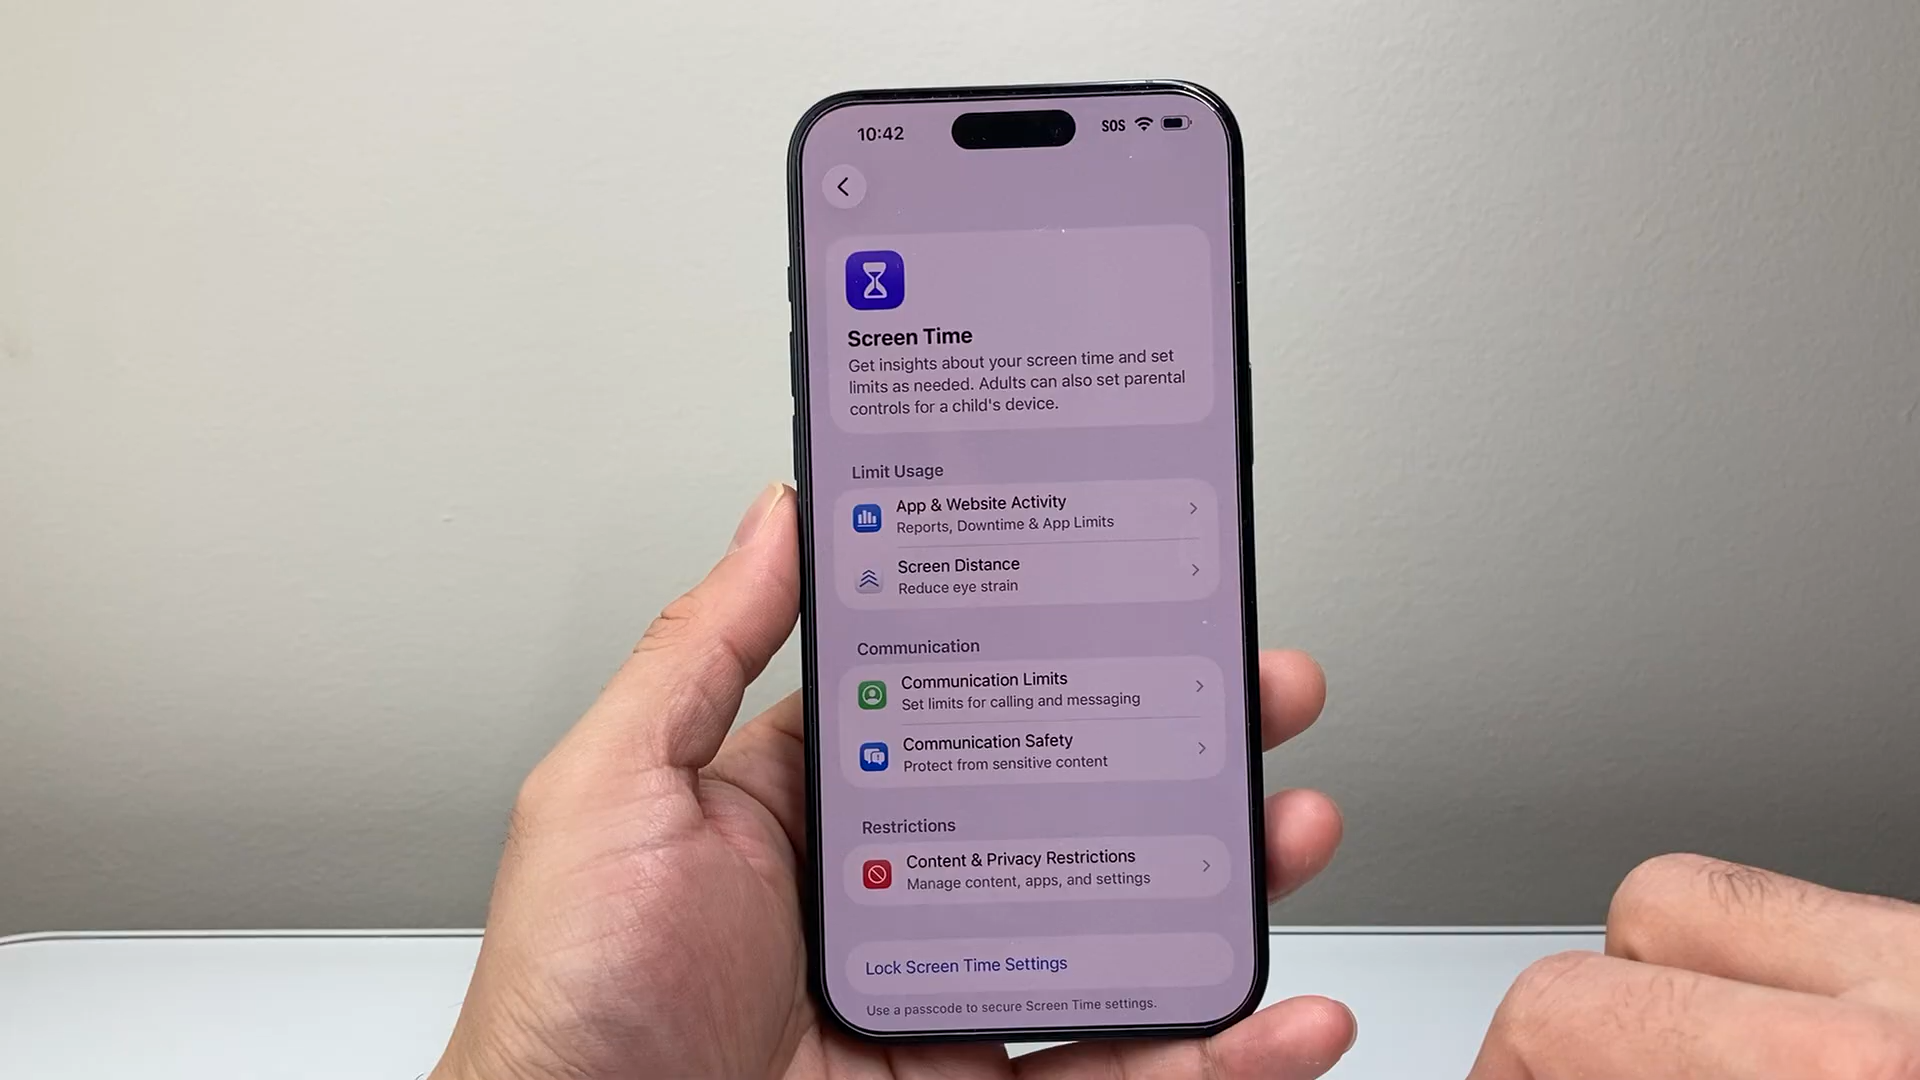 10:42
SOS
Screen Time
Get insights about your screen time and set
limits as needed. Adults can also set parental
controls for a child's device.
Limit Usage
App & Website Activity
Reports, Downtime & App Limits
Screen Distance
Reduce eye strain
Communication
Communication Limits
Set limits for calling and messaging
Communication Safety
Protect from sensitive content
Restrictions
Content & Privacy Restrictions
Manage content, apps, and settings
Lock Screen Time Settings
Use a passcode to secure Screen Time settings.